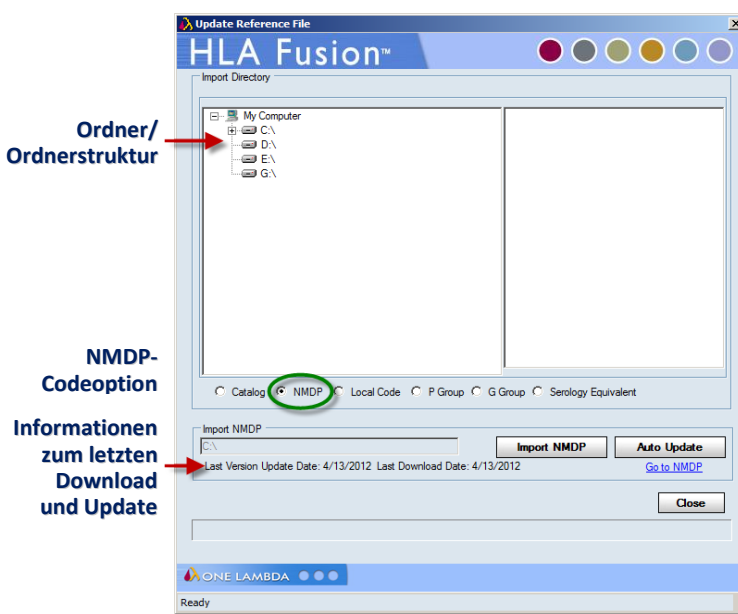 Update Reference File
HLA Fusion™
Import Directory
My Computer
C:\
D:\
E:\
G:\
Ordner/
Ordnerstruktur
NMDP-
Codeoption
Catalog NMDP Local Code P Group G Group Serology Equivalent
Informationen
zum letzten
Download
und Update
Import NMDP
C:\
Import NMDP
Auto Update
Last Version Update Date: 4/13/2012 Last Download Date: 4/13/2012
Go to NMDP
Close
ONE LAMBDA
Ready